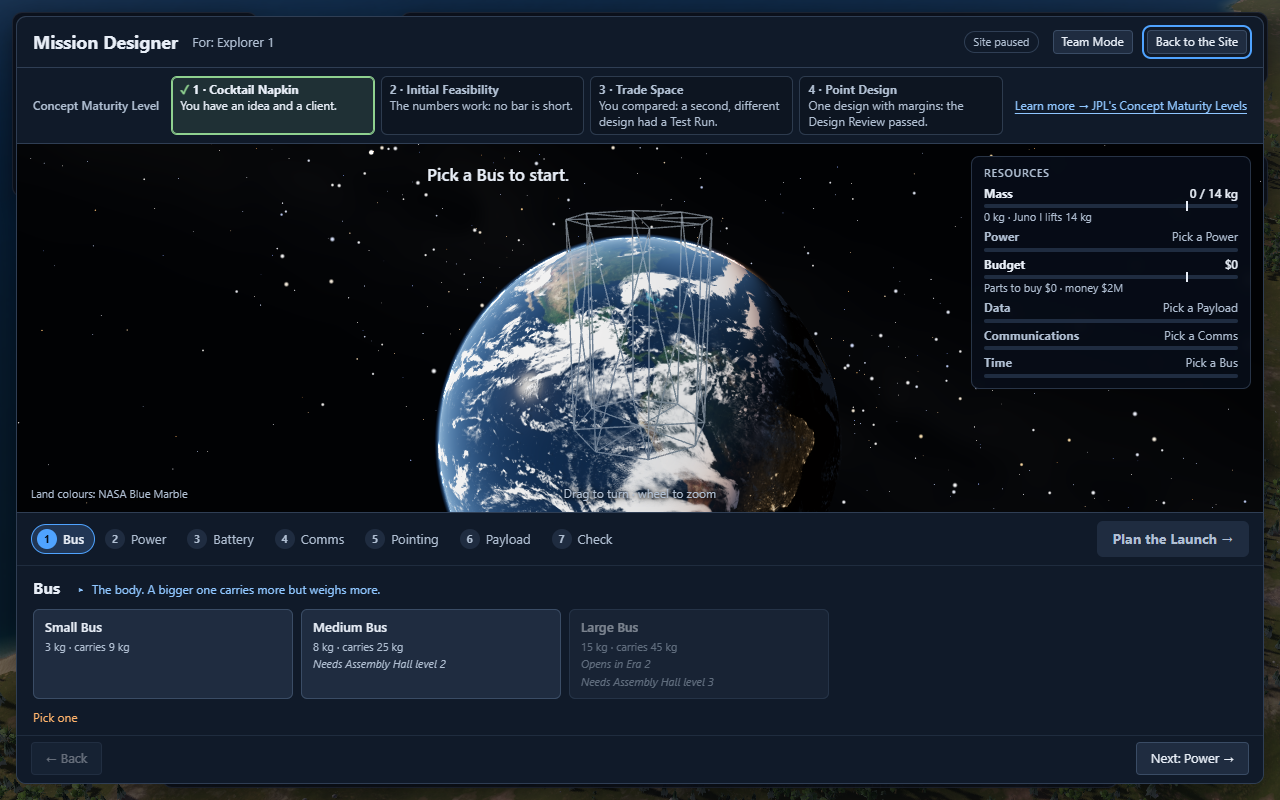 Mission Designer
For: Explorer 1
Site paused
Team Mode
Back to the Site
Concept Maturity Level
✓ 1 · Cocktail Napkin
You have an idea and a client.
2 · Initial Feasibility
The numbers work: no bar is short.
3 · Trade Space
You compared: a second, different
design had a Test Run.
4 · Point Design
One design with margins: the
Design Review passed.
Learn more → JPL's Concept Maturity Levels
Pick a Bus to start.
RESOURCES
Mass 0 / 14 kg
0 kg · Juno I lifts 14 kg
Power Pick a Power
Budget $0
Parts to buy $0 · money $2M
Data Pick a Payload
Communications Pick a Comms
Time Pick a Bus
Land colours: NASA Blue Marble
Drag to turn, wheel to zoom
1 Bus
2 Power
3 Battery
4 Comms
5 Pointing
6 Payload
7 Check
Plan the Launch →
Bus ▸ The body. A bigger one carries more but weighs more.
Small Bus
3 kg · carries 9 kg
Medium Bus
8 kg · carries 25 kg
Needs Assembly Hall level 2
Large Bus
15 kg · carries 45 kg
Opens in Era 2
Needs Assembly Hall level 3
Pick one
← Back
Next: Power →